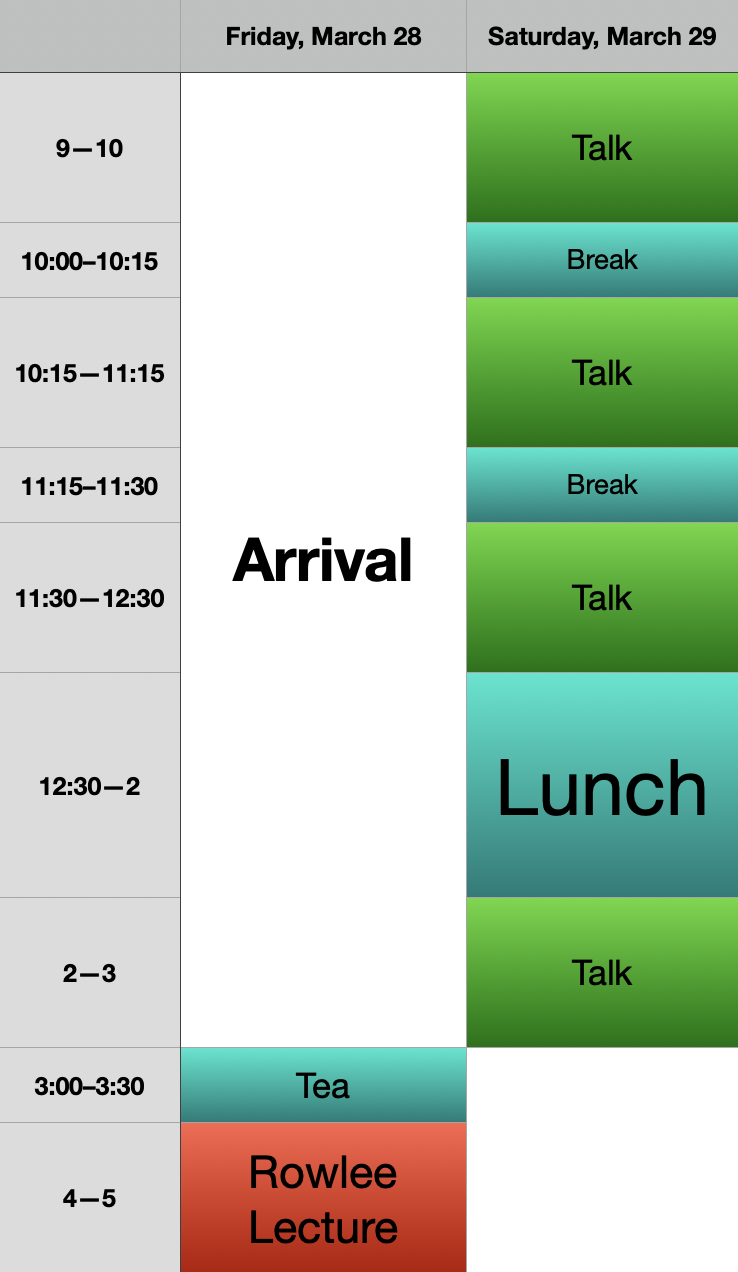 Friday, March 28
Saturday, March 29
9—10
Talk
10:00–10:15
Break
10:15—11:15
Talk
11:15–11:30
Break
Arrival
11:30—12:30
Talk
12:30—2
Lunch
2—3
Talk
3:00–3:30
Tea
4—5
Rowlee
Lecture